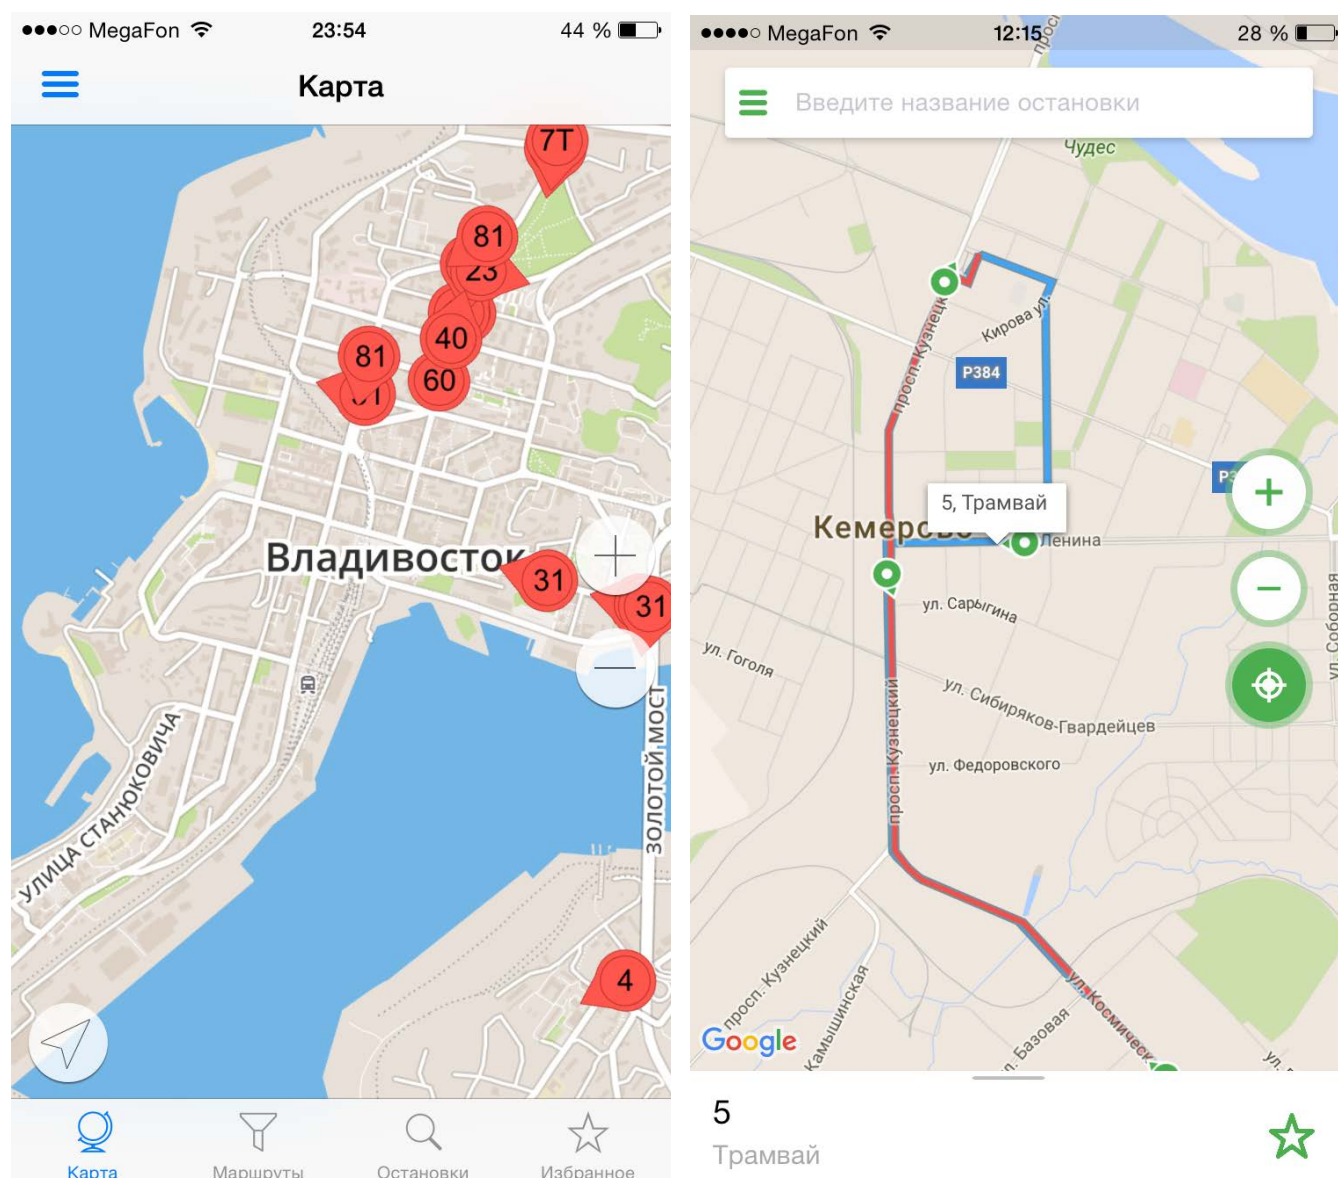 MegaFon 23:54 44 %
Карта
7Т
81
23
40
81
60
Владивосток
31
31
УЛИЦА СТАНЮКОВИЧА
ЗОЛОТОЙ МОСТ
4
Карта Маршруты Остановки Избранное
MegaFon 12:15 28 %
Введите название остановки
Чудес
Кирова ул.
просп. Кузнецк
P384
5, Трамвай
Кемерово
Ленина
ул. Сарыгина
ул. Соборная
ул. Гоголя
ул. Сибиряков-Гвардейцев
просп. Кузнецкий
ул. Федоровского
просп. Кузнецкий
Камышинская
Базовая
ул. Космическ
Google
5
Трамвай